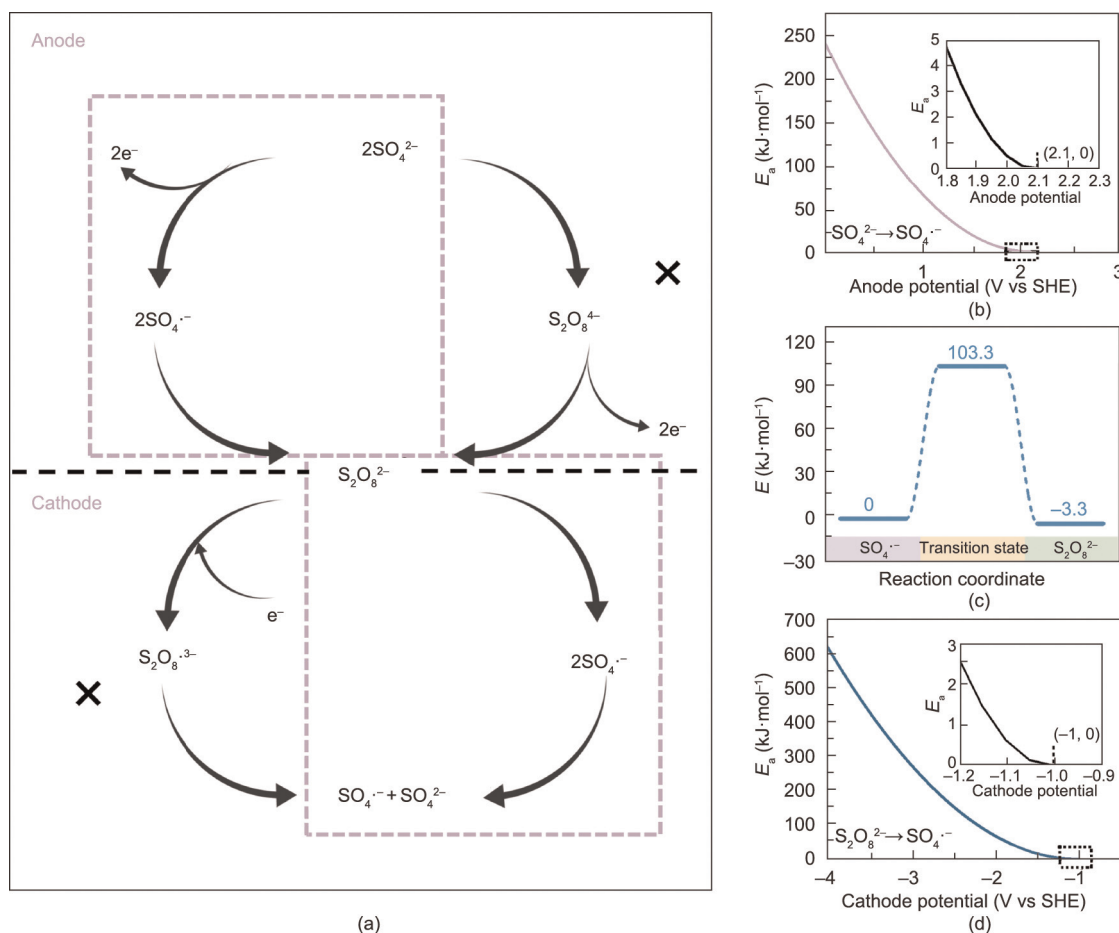 Anode
2SO₄²⁻
2e⁻
2SO₄·⁻
S₂O₈⁴⁻
2e⁻
S₂O₈²⁻
Cathode
e⁻
S₂O₈·³⁻
2SO₄·⁻
SO₄·⁻ + SO₄²⁻
(a)
250
200
150
100
50
0
Eₐ (kJ·mol⁻¹)
1
2
3
Anode potential (V vs SHE)
SO₄²⁻→SO₄·⁻
5
4
3
2
1
0
Eₐ
(2.1, 0)
1.8 1.9 2.0 2.1 2.2 2.3
Anode potential
(b)
120
90
60
30
0
−30
E (kJ·mol⁻¹)
103.3
0
−3.3
SO₄·⁻ Transition state S₂O₈²⁻
Reaction coordinate
(c)
700
600
500
400
300
200
100
0
Eₐ (kJ·mol⁻¹)
3
2
1
0
Eₐ
(−1, 0)
−1.2 −1.1 −1.0 −0.9
Cathode potential
S₂O₈²⁻→SO₄·⁻
−4 −3 −2 −1
Cathode potential (V vs SHE)
(d)